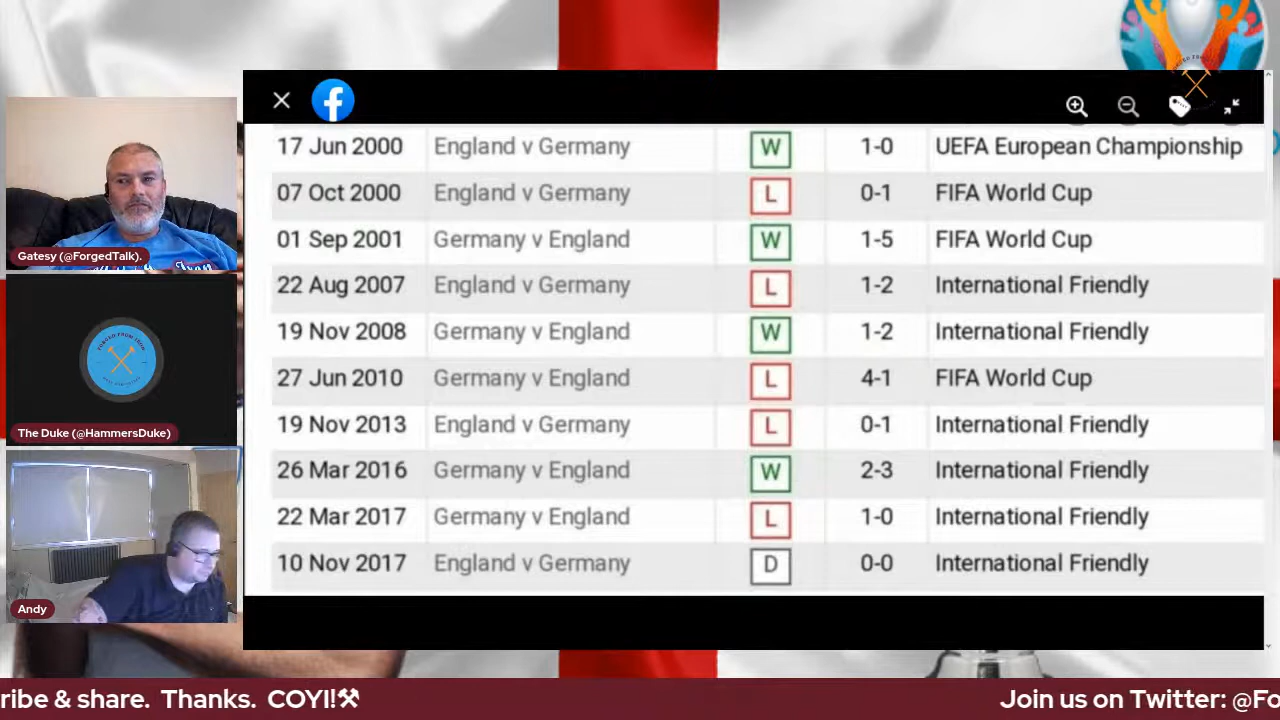 17 Jun 2000 England v Germany W 1-0 UEFA European Championship
07 Oct 2000 England v Germany L 0-1 FIFA World Cup
01 Sep 2001 Germany v England W 1-5 FIFA World Cup
22 Aug 2007 England v Germany L 1-2 International Friendly
19 Nov 2008 Germany v England W 1-2 International Friendly
27 Jun 2010 Germany v England L 4-1 FIFA World Cup
19 Nov 2013 England v Germany L 0-1 International Friendly
26 Mar 2016 Germany v England W 2-3 International Friendly
22 Mar 2017 Germany v England L 1-0 International Friendly
10 Nov 2017 England v Germany D 0-0 International Friendly
Gatesy (@ForgedTalk).
FORGED FROM IRON
The Duke (@HammersDuke)
Andy
ribe & share. Thanks. COYI!⚒ Join us on Twitter: @Fo